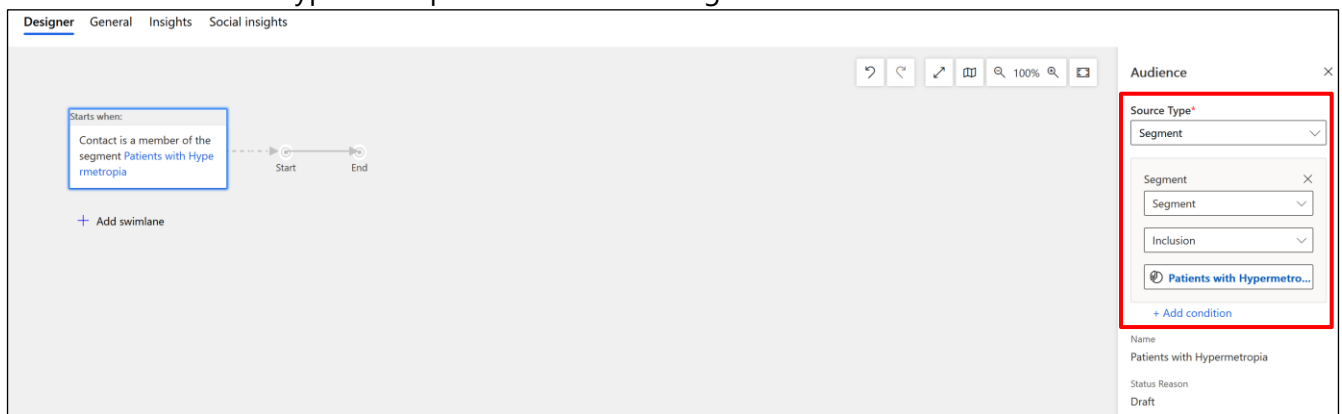 Designer General Insights Social insights
100%
Starts when:
Contact is a member of the
segment Patients with Hype
rmetropia
Start End
+ Add swimlane
Audience
Source Type*
Segment
Segment
Segment
Inclusion
Patients with Hypermetro...
+ Add condition
Name
Patients with Hypermetropia
Status Reason
Draft